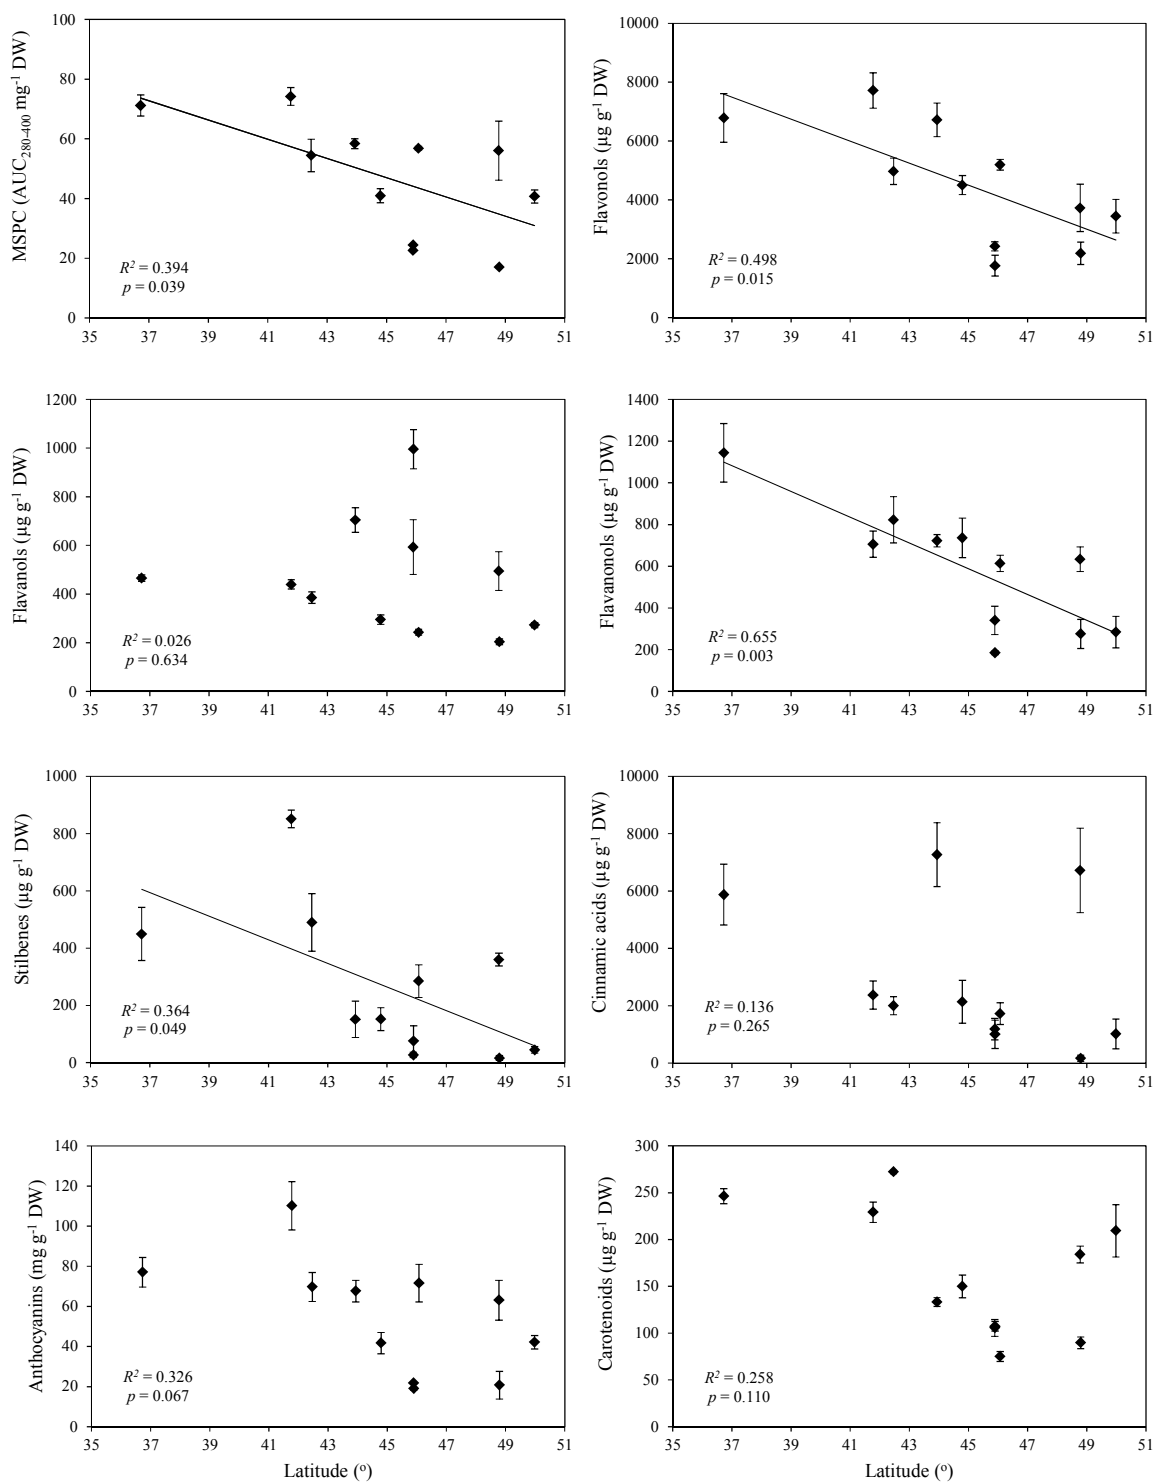 MSPC (AUC280-400 mg-1 DW)
100
80
60
40
20
0
R2 = 0.394
p = 0.039
35 37 39 41 43 45 47 49 51
Flavonols (µg g-1 DW)
10000
8000
6000
4000
2000
0
R2 = 0.498
p = 0.015
35 37 39 41 43 45 47 49 51
Flavanols (µg g-1 DW)
1200
1000
800
600
400
200
0
R2 = 0.026
p = 0.634
35 37 39 41 43 45 47 49 51
Flavanonols (µg g-1 DW)
1400
1200
1000
800
600
400
200
0
R2 = 0.655
p = 0.003
35 37 39 41 43 45 47 49 51
Stilbenes (µg g-1 DW)
1000
800
600
400
200
0
R2 = 0.364
p = 0.049
35 37 39 41 43 45 47 49 51
Cinnamic acids (µg g-1 DW)
10000
8000
6000
4000
2000
0
R2 = 0.136
p = 0.265
35 37 39 41 43 45 47 49 51
Anthocyanins (mg g-1 DW)
140
120
100
80
60
40
20
0
R2 = 0.326
p = 0.067
35 37 39 41 43 45 47 49 51
Latitude (o)
Carotenoids (µg g-1 DW)
300
250
200
150
100
50
0
R2 = 0.258
p = 0.110
35 37 39 41 43 45 47 49 51
Latitude (o)